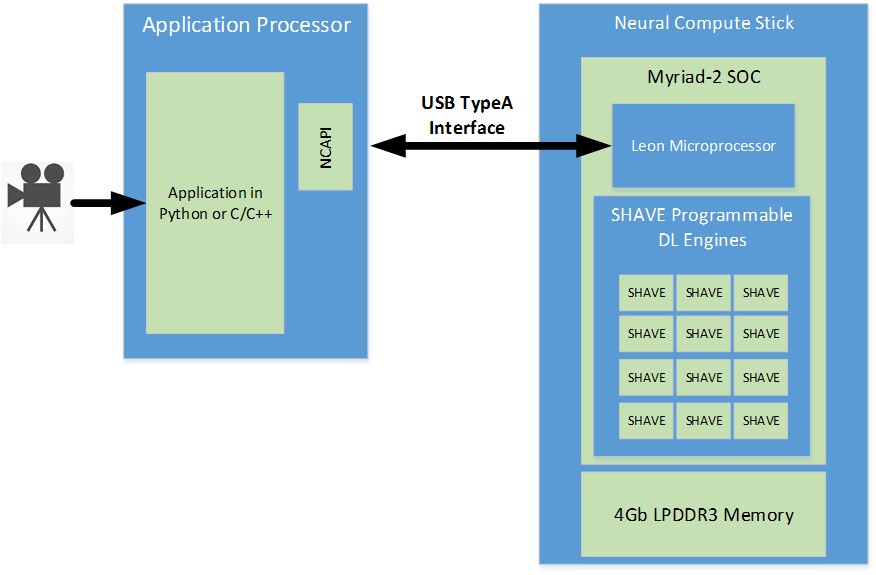 Application Processor
Application in
Python or C/C++
NCAPI
USB TypeA
Interface
Neural Compute Stick
Myriad-2 SOC
Leon Microprocessor
SHAVE Programmable
DL Engines
SHAVE SHAVE SHAVE
SHAVE SHAVE SHAVE
SHAVE SHAVE SHAVE
SHAVE SHAVE SHAVE
4Gb LPDDR3 Memory